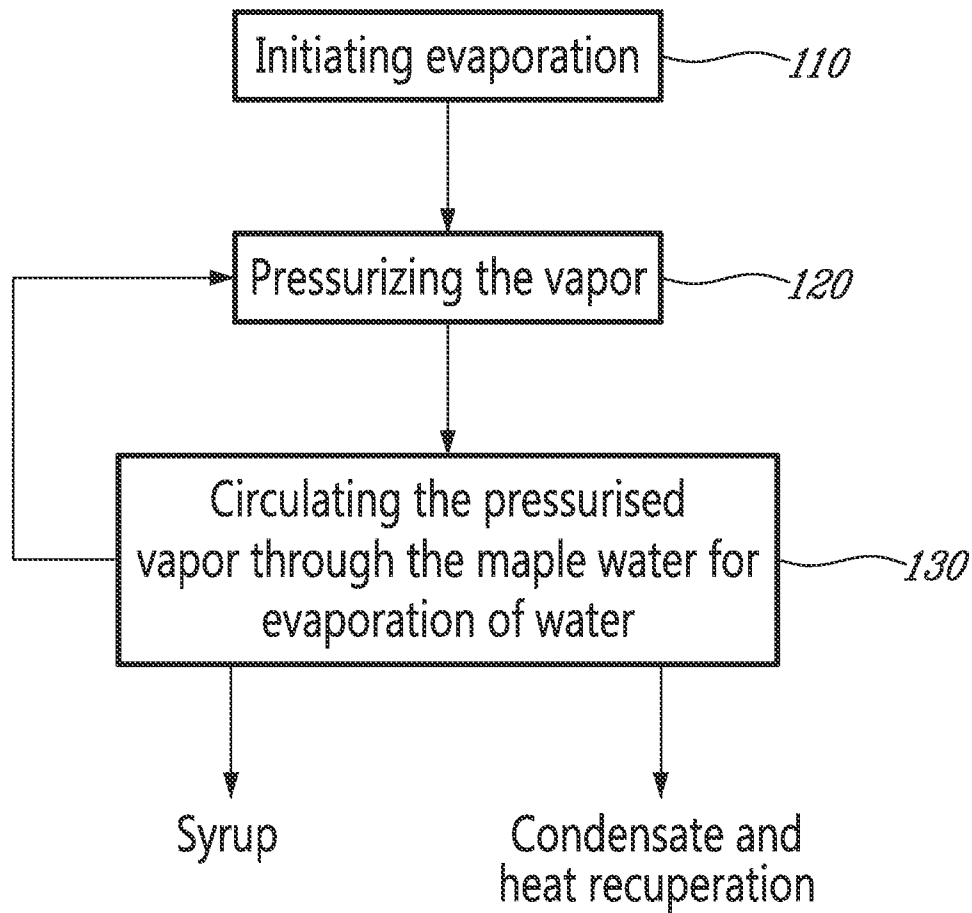 Initiating evaporation
110
Pressurizing the vapor
120
Circulating the pressurised
vapor through the maple water for
evaporation of water
130
Syrup
Condensate and
heat recuperation